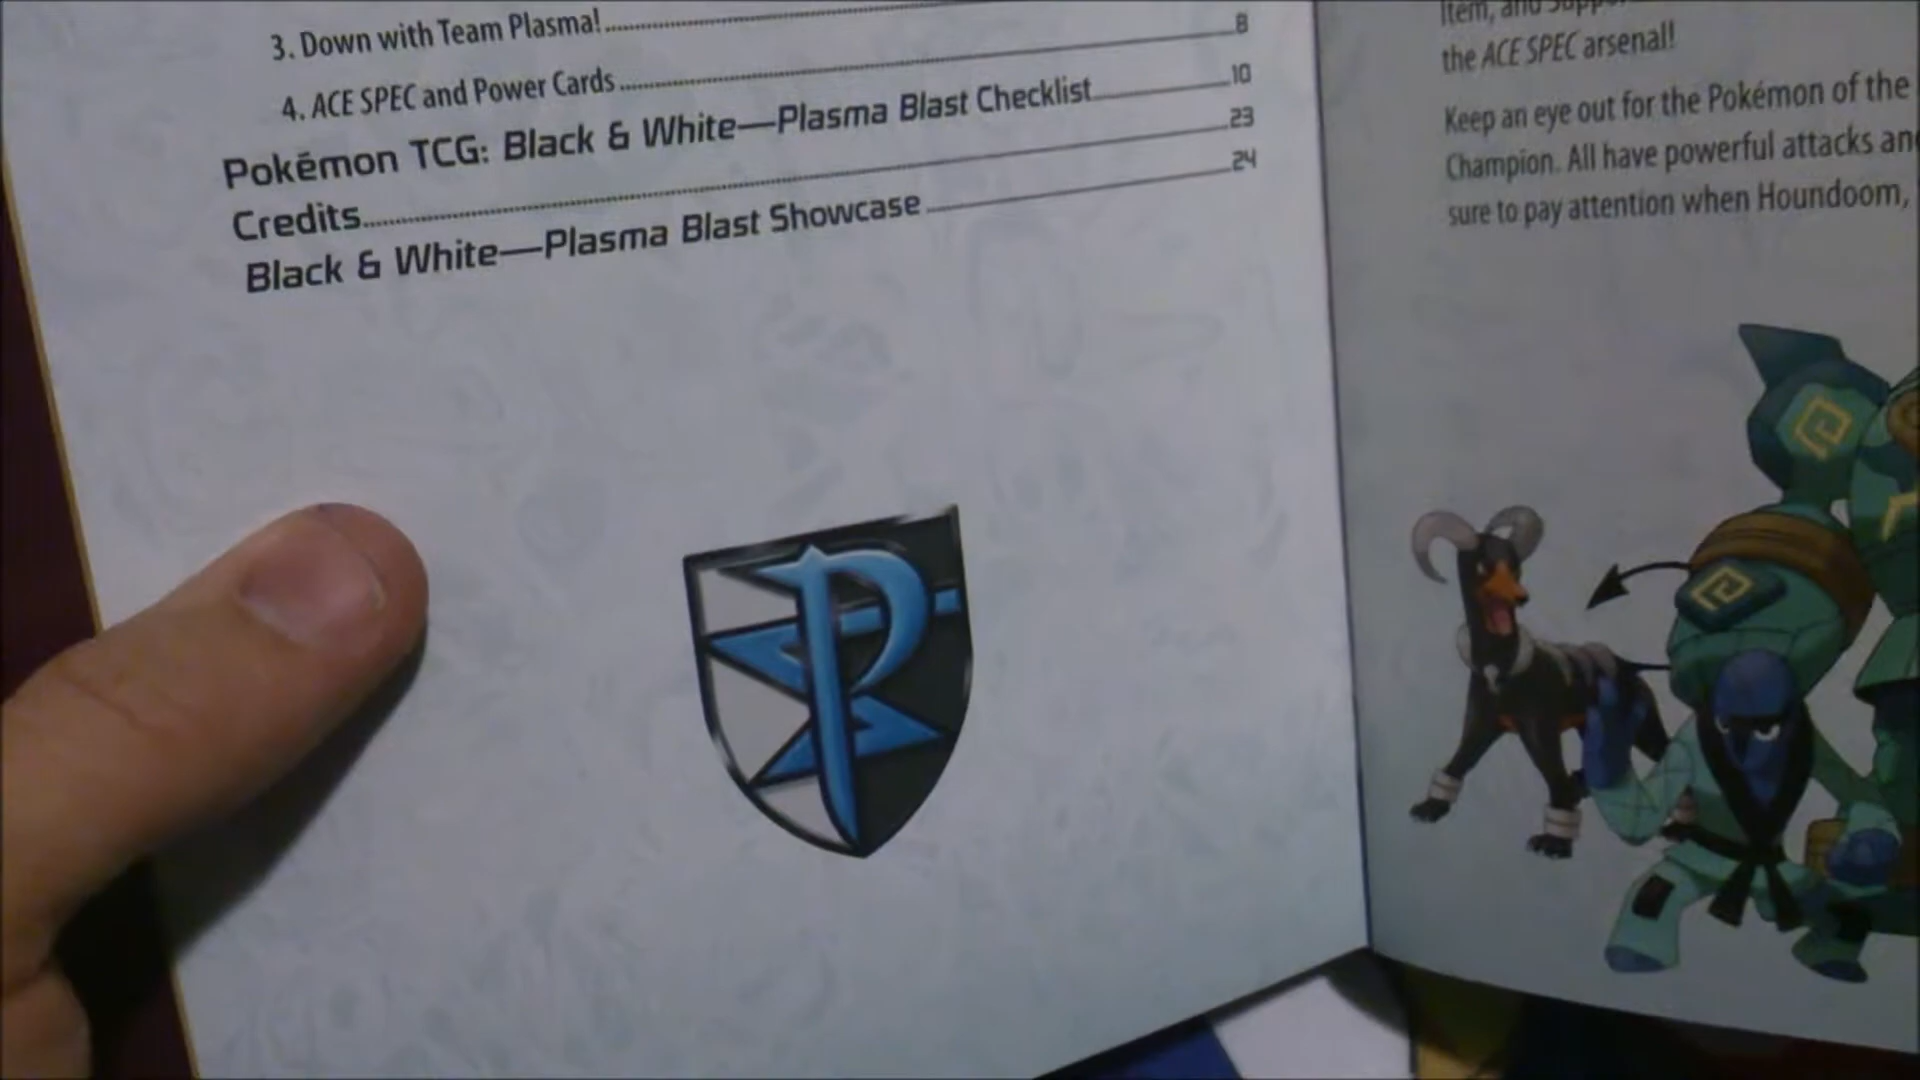 3. Down with Team Plasma!
4. ACE SPEC and Power Cards 8
Pokémon TCG: Black & White—Plasma Blast Checklist 10
Credits 23
Black & White—Plasma Blast Showcase 24
Item, and
the ACE SPEC arsenal!
Keep an eye out for the Pokémon of the
Champion. All have powerful attacks
sure to pay attention when Houndoom,